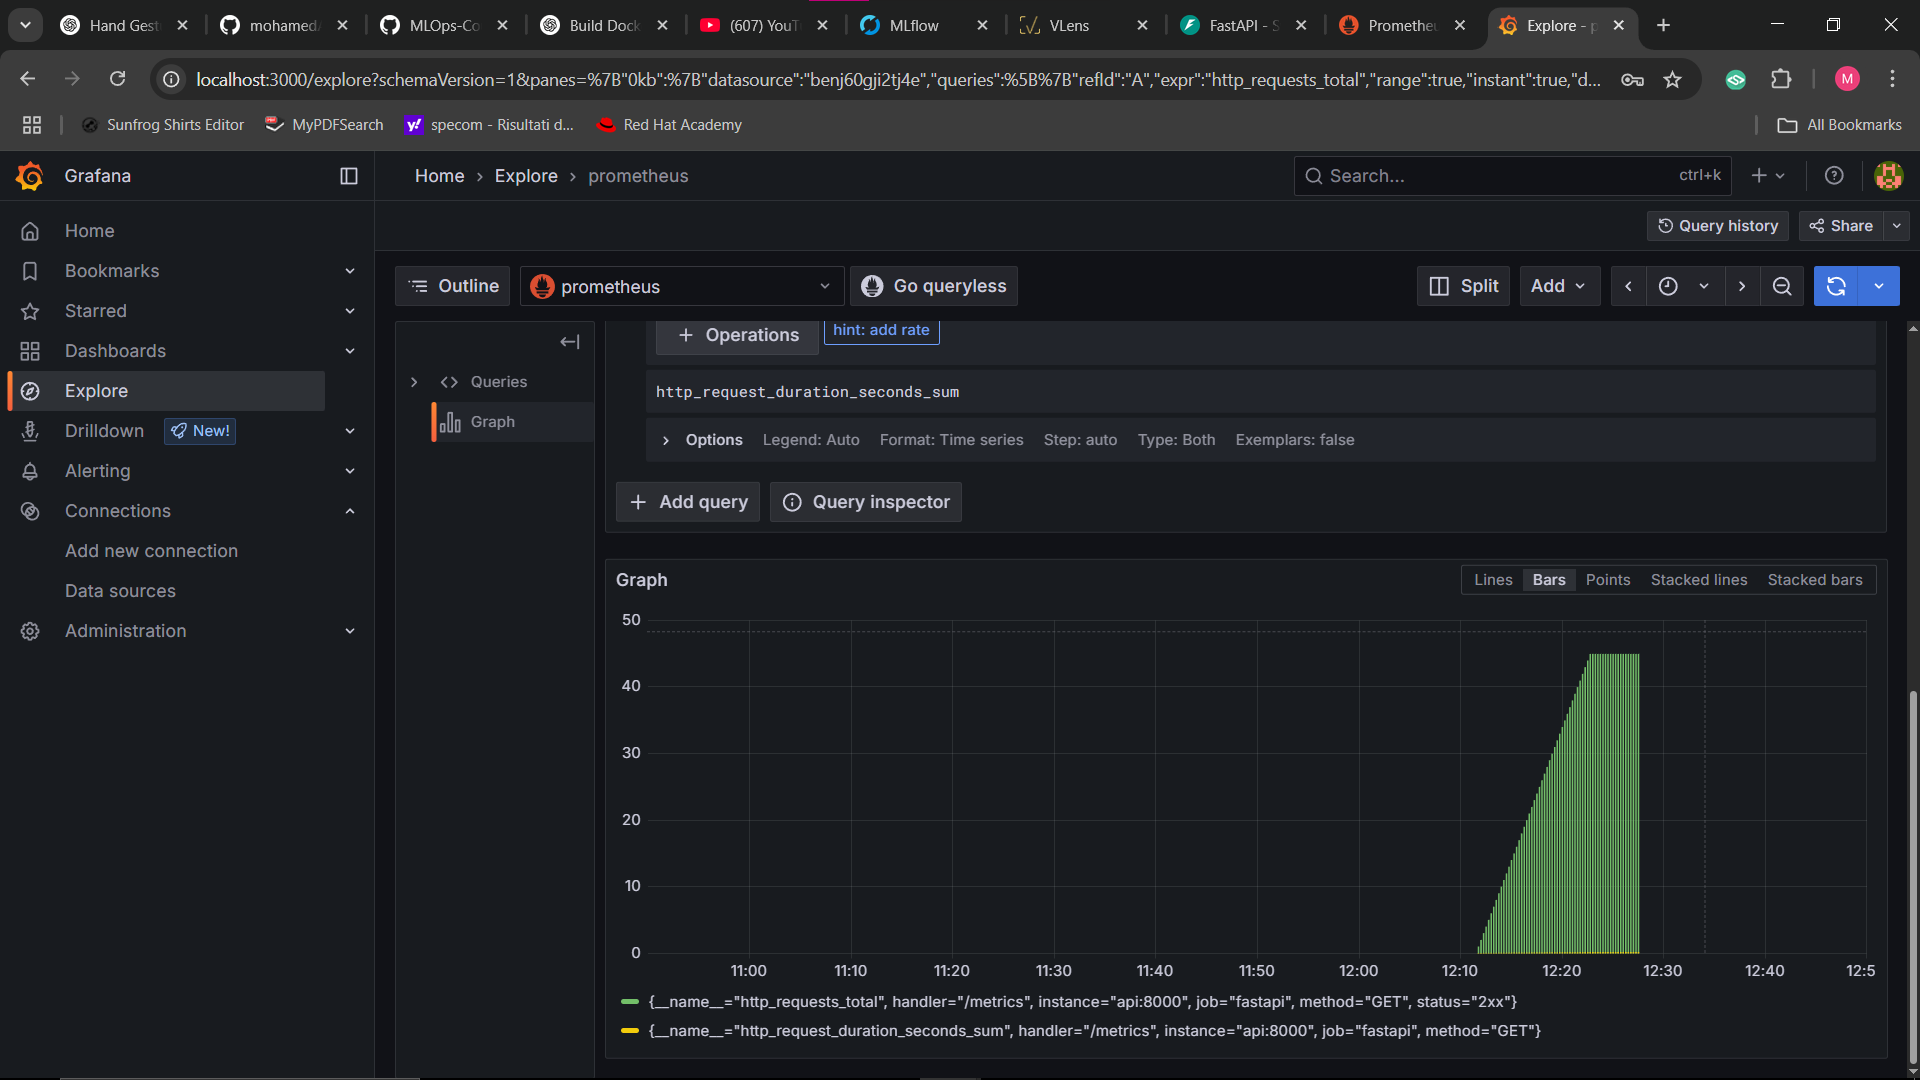 Hand Gest
mohamed
MLOps-Co
Build Dock
(607) YouT
MLflow
VLens
FastAPI - S
Prometheu
Explore - p
localhost:3000/explore?schemaVersion=1&panes=%7B"0kb":%7B"datasource":"benj60gji2tj4e","queries":%5B%7B"refId":"A","expr":"http_requests_total","range":true,"instant":true,"d...
M
Sunfrog Shirts Editor
MyPDFSearch
specom - Risultati d...
Red Hat Academy
All Bookmarks
Grafana
Home › Explore › prometheus
Search...
ctrl+k
Query history
Share
Home
Bookmarks
Starred
Dashboards
Explore
Drilldown
New!
Alerting
Connections
Add new connection
Data sources
Administration
Outline
prometheus
Go queryless
Split
Add
Queries
Graph
+ Operations
hint: add rate
http_request_duration_seconds_sum
Options Legend: Auto Format: Time series Step: auto Type: Both Exemplars: false
+ Add query
Query inspector
Graph
Lines Bars Points Stacked lines Stacked bars
50
40
30
20
10
0
11:00 11:10 11:20 11:30 11:40 11:50 12:00 12:10 12:20 12:30 12:40 12:5
{__name__="http_requests_total", handler="/metrics", instance="api:8000", job="fastapi", method="GET", status="2xx"}
{__name__="http_request_duration_seconds_sum", handler="/metrics", instance="api:8000", job="fastapi", method="GET"}